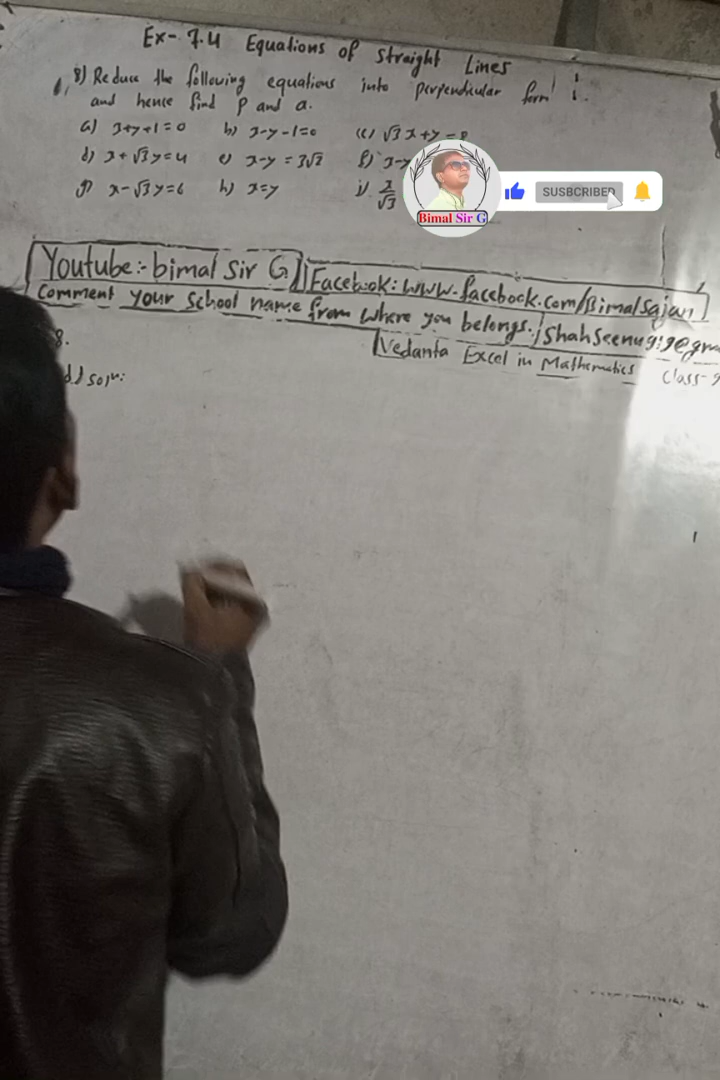 Ex- 7.4 Equations of Straight Lines
8) Reduce the following equations into perpendicular form
and hence find P and α.
a) x+y+1=0 b) x-y-1=0 (c) √3x+y=
d) x+√3y=4 e) x-y=3√2 f) x-y
g) x-√3y=6 h) x=y i) x/√3
Bimal Sir G
SUSBCRIBED
Youtube:- bimal sir G
Facebook: www.facebook.com/Bimalsajan
Comment your school name from where you belongs.
Vedanta Excel in Mathematics Class-9
8.
d) soln: